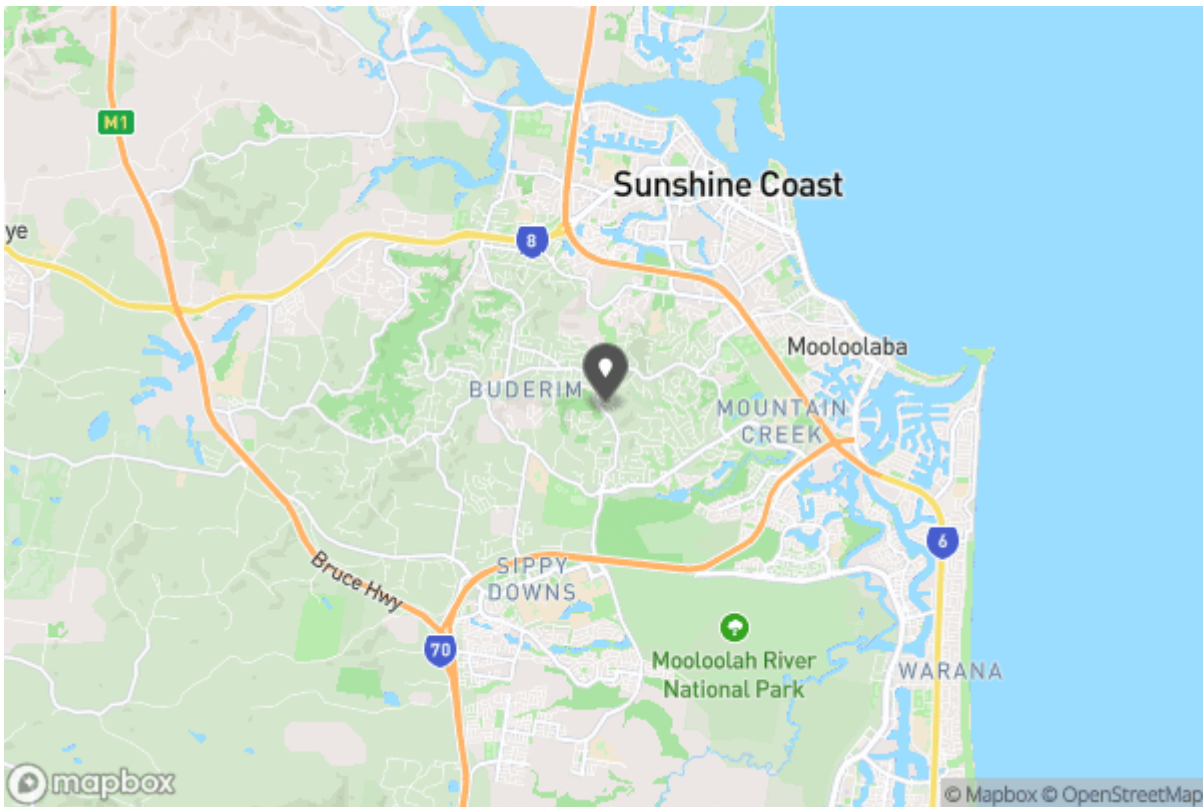 M1
Sunshine Coast
ye
8
Mooloolaba
BUDERIM
MOUNTAIN
CREEK
6
SIPPY
DOWNS
Bruce Hwy
70
Mooloolah River
National Park
WARANA
mapbox
© Mapbox © OpenStreetMap